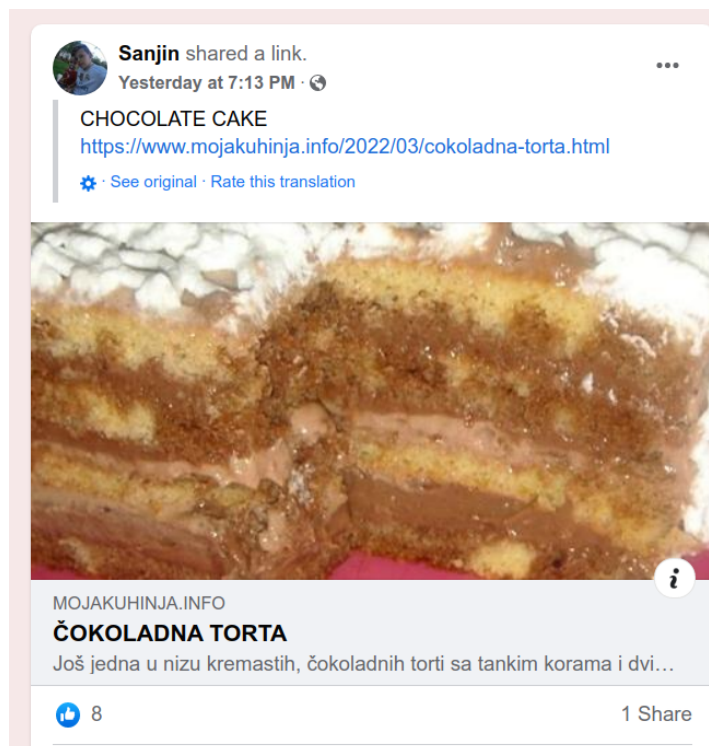 Sanjin shared a link.
Yesterday at 7:13 PM ·
CHOCOLATE CAKE
https://www.mojakuhinja.info/2022/03/cokoladna-torta.html
· See original · Rate this translation
i
MOJAKUHINJA.INFO
ČOKOLADNA TORTA
Još jedna u nizu kremastih, čokoladnih torti sa tankim korama i dvi...
8 1 Share